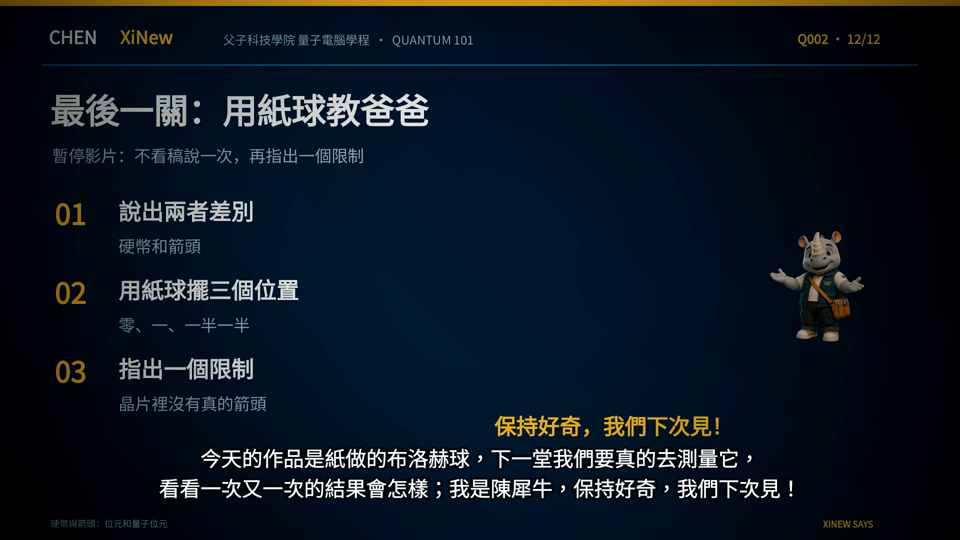 CHEN XiNew 父子科技學院 量子電腦學程 • QUANTUM 101 Q002 • 12/12
最後一關：用紙球教爸爸
暫停影片：不看稿說一次，再指出一個限制
01 說出兩者差別
硬幣和箭頭
02 用紙球擺三個位置
零、一、一半一半
03 指出一個限制
晶片裡沒有真的箭頭
保持好奇，我們下次見！
今天的作品是紙做的布洛赫球，下一堂我們要真的去測量它，
看看一次又一次的結果會怎樣；我是陳犀牛，保持好奇，我們下次見！
硬幣與箭頭：位元和量子位元 XINEW SAYS